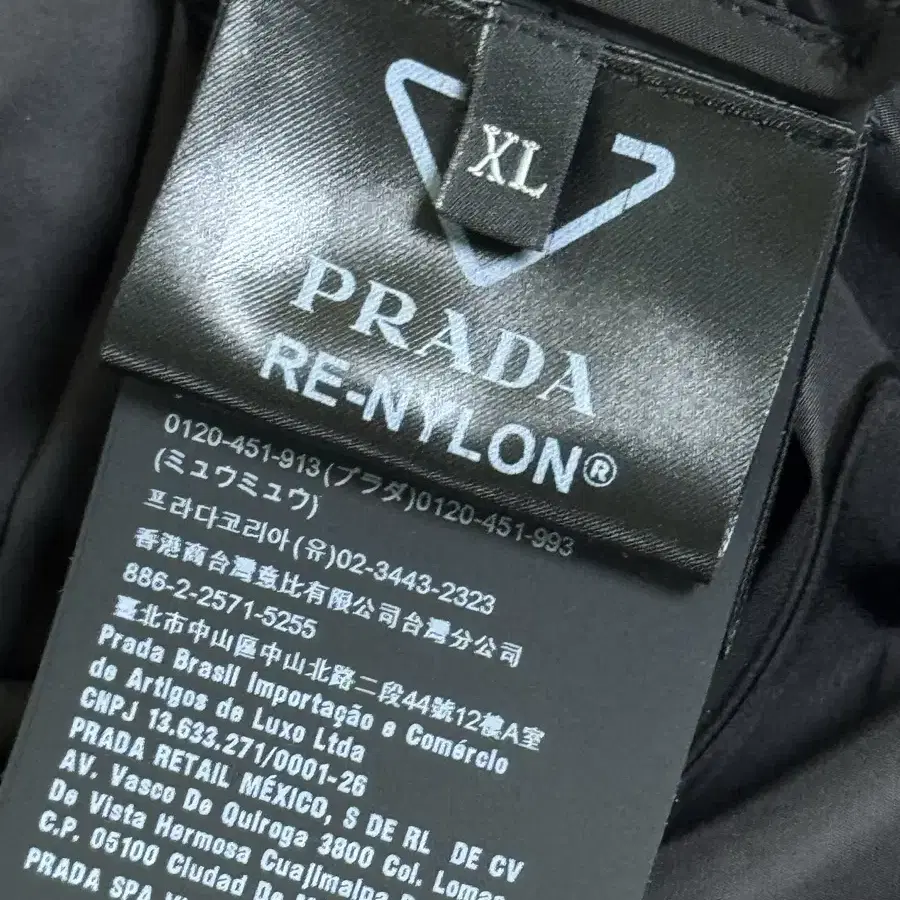 XL
PRADA
RE-NYLON®
0120-451-913(プラダ)0120-451-993
(ミュウミュウ)
프라다코리아(유)02-3443-2323
香港商台灣壹比有限公司台灣分公司
886-2-2571-5255
臺北市中山區中山北路二段44號12樓A室
Prada Brasil Importação e Comércio
de Artigos de Luxo Ltda
CNPJ 13.633.271/0001-26
PRADA RETAIL MÉXICO, S DE RL DE CV
AV. Vasco De Quiroga 3800 Col. Lomas
De Vista Hermosa Cuajimalpa
C.P. 05100 Ciudad De
PRADA SPA